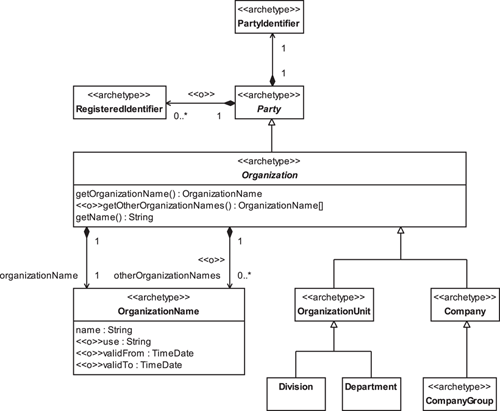 <<archetype>>
PartyIdentifier
1
1
<<archetype>>
RegisteredIdentifier
<<o>>
0..*
1
<<archetype>>
Party
<<archetype>>
Organization
getOrganizationName() : OrganizationName
<<o>>getOtherOrganizationNames() : OrganizationName[]
getName() : String
1
1
<<o>>
organizationName
1
otherOrganizationNames
0..*
<<archetype>>
OrganizationName
name : String
<<o>>use : String
<<o>>validFrom : TimeDate
<<o>>validTo : TimeDate
<<archetype>>
OrganizationUnit
<<archetype>>
Company
Division
Department
<<archetype>>
CompanyGroup